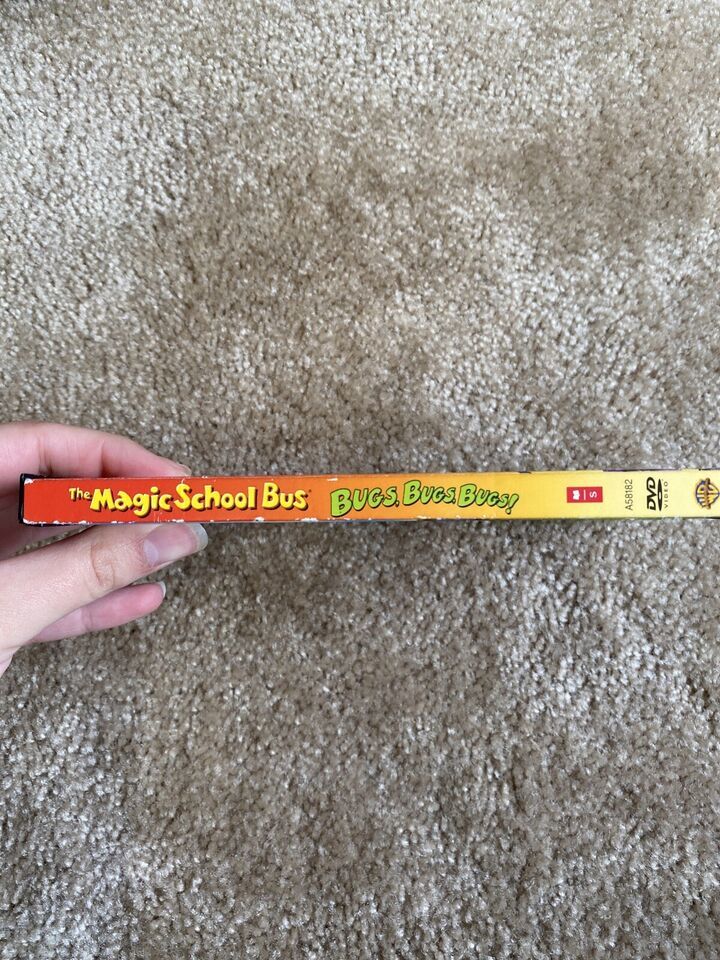 The Magic School Bus BUGS, BUGS, BUGS!
S
A58182
DVD
VIDEO